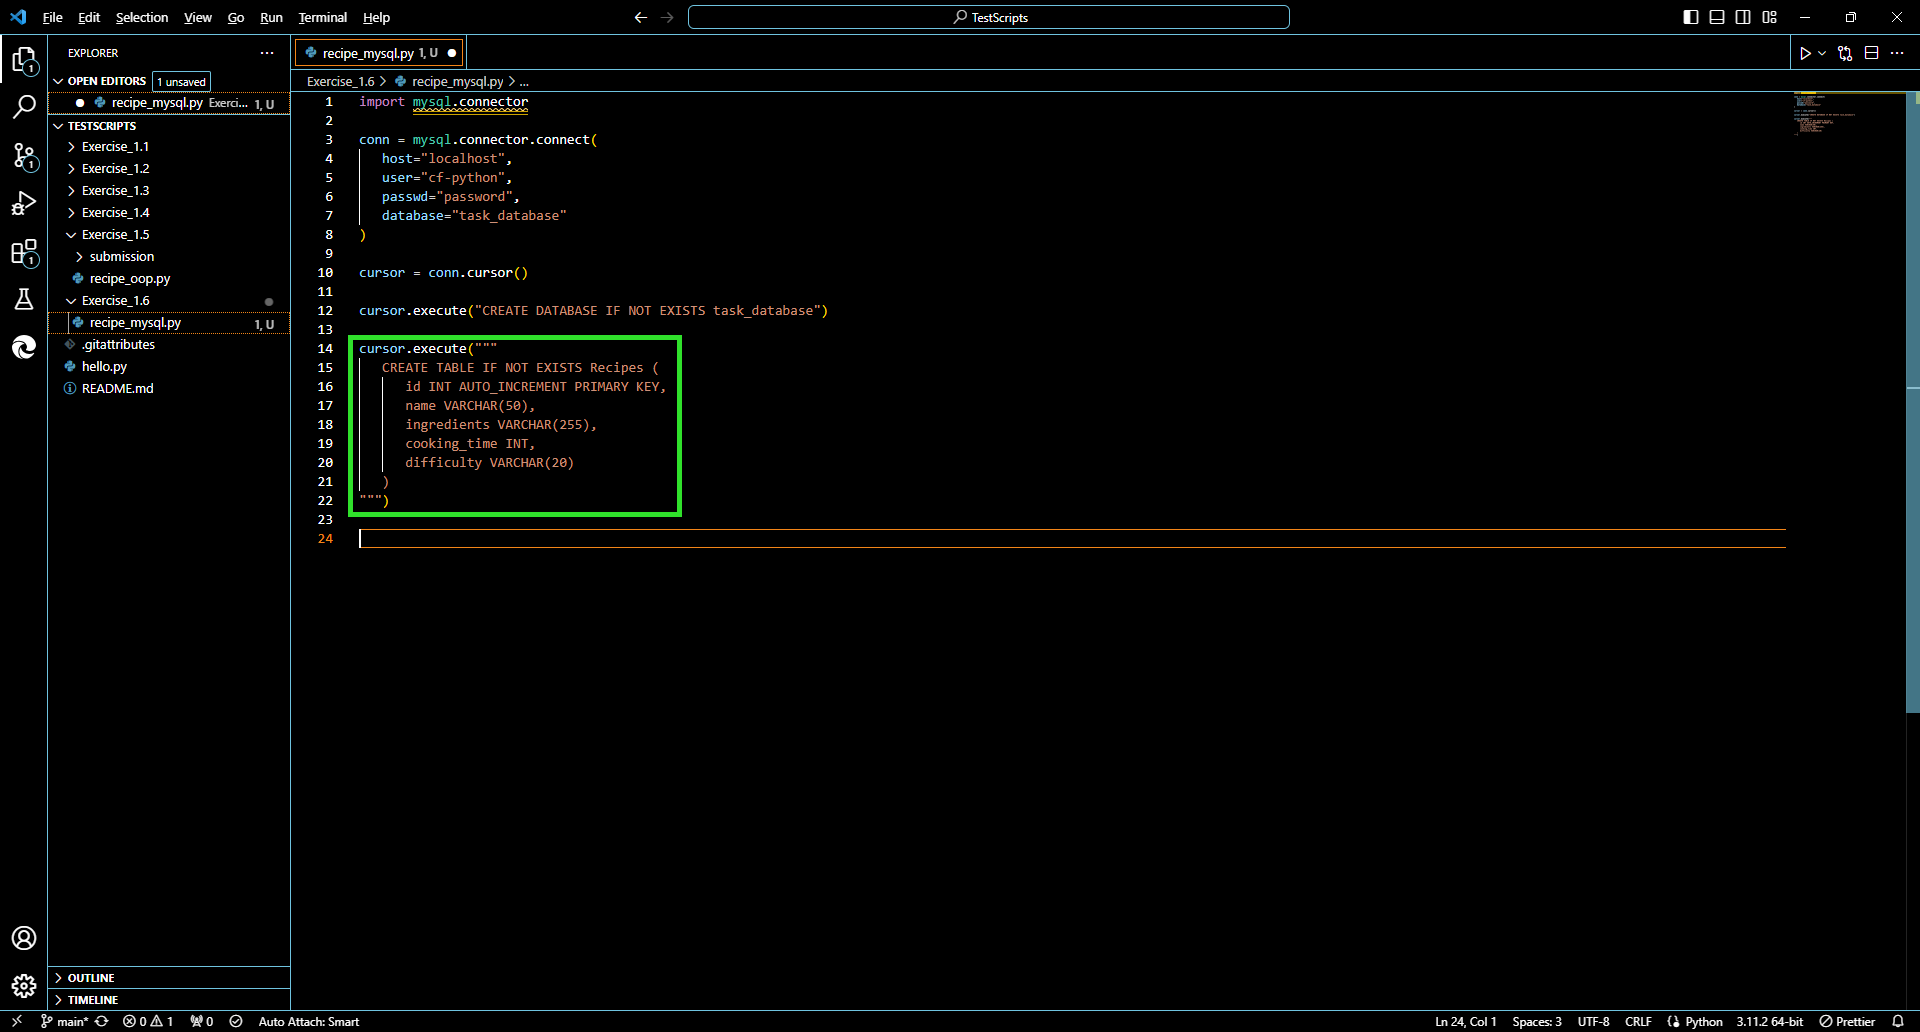 File Edit Selection View Go Run Terminal Help
TestScripts
EXPLORER
recipe_mysql.py 1, U
OPEN EDITORS 1 unsaved
recipe_mysql.py Exerci... 1, U
TESTSCRIPTS
Exercise_1.1
Exercise_1.2
Exercise_1.3
Exercise_1.4
Exercise_1.5
submission
recipe_oop.py
Exercise_1.6
recipe_mysql.py 1, U
.gitattributes
hello.py
README.md
OUTLINE
TIMELINE
1
1
1
Exercise_1.6 > recipe_mysql.py > ...
1 import mysql.connector
2
3 conn = mysql.connector.connect(
4 host="localhost",
5 user="cf-python",
6 passwd="password",
7 database="task_database"
8 )
9
10 cursor = conn.cursor()
11
12 cursor.execute("CREATE DATABASE IF NOT EXISTS task_database")
13
14 cursor.execute("""
15 CREATE TABLE IF NOT EXISTS Recipes (
16 id INT AUTO_INCREMENT PRIMARY KEY,
17 name VARCHAR(50),
18 ingredients VARCHAR(255),
19 cooking_time INT,
20 difficulty VARCHAR(20)
21 )
22 """)
23
24
main* 0 1 0 Auto Attach: Smart
Ln 24, Col 1 Spaces: 3 UTF-8 CRLF Python 3.11.2 64-bit Prettier